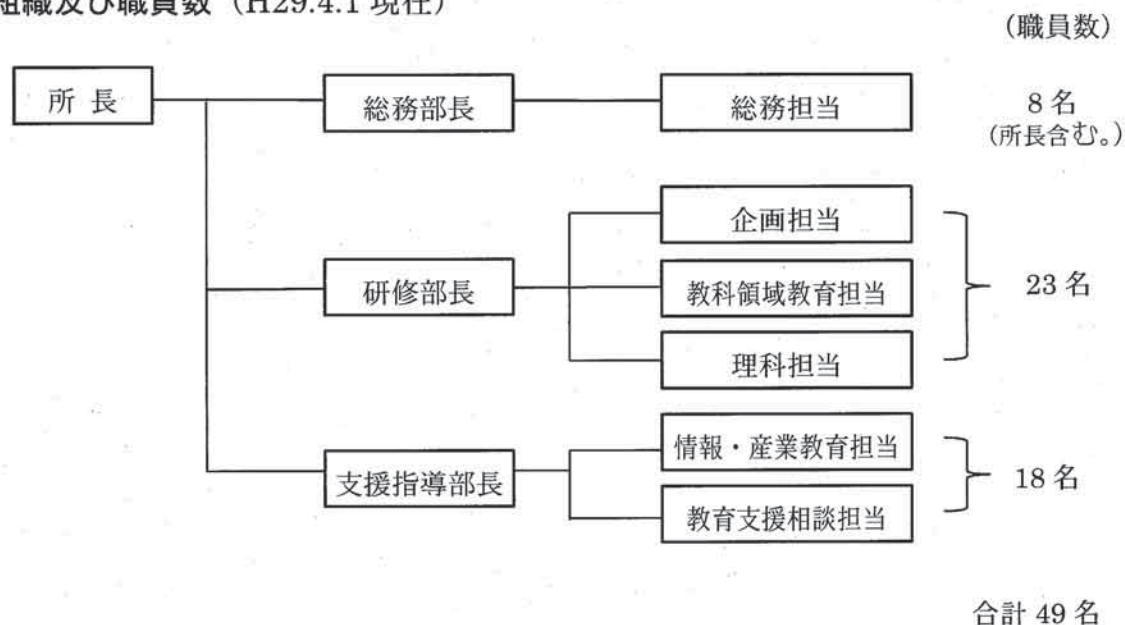 組織及び職員数（H29.4.1 現在）
（職員数）
所 長
総務部長
総務担当
8 名
（所長含む。）
企画担当
研修部長
教科領域教育担当
23 名
理科担当
情報・産業教育担当
支援指導部長
18 名
教育支援相談担当
合計 49 名